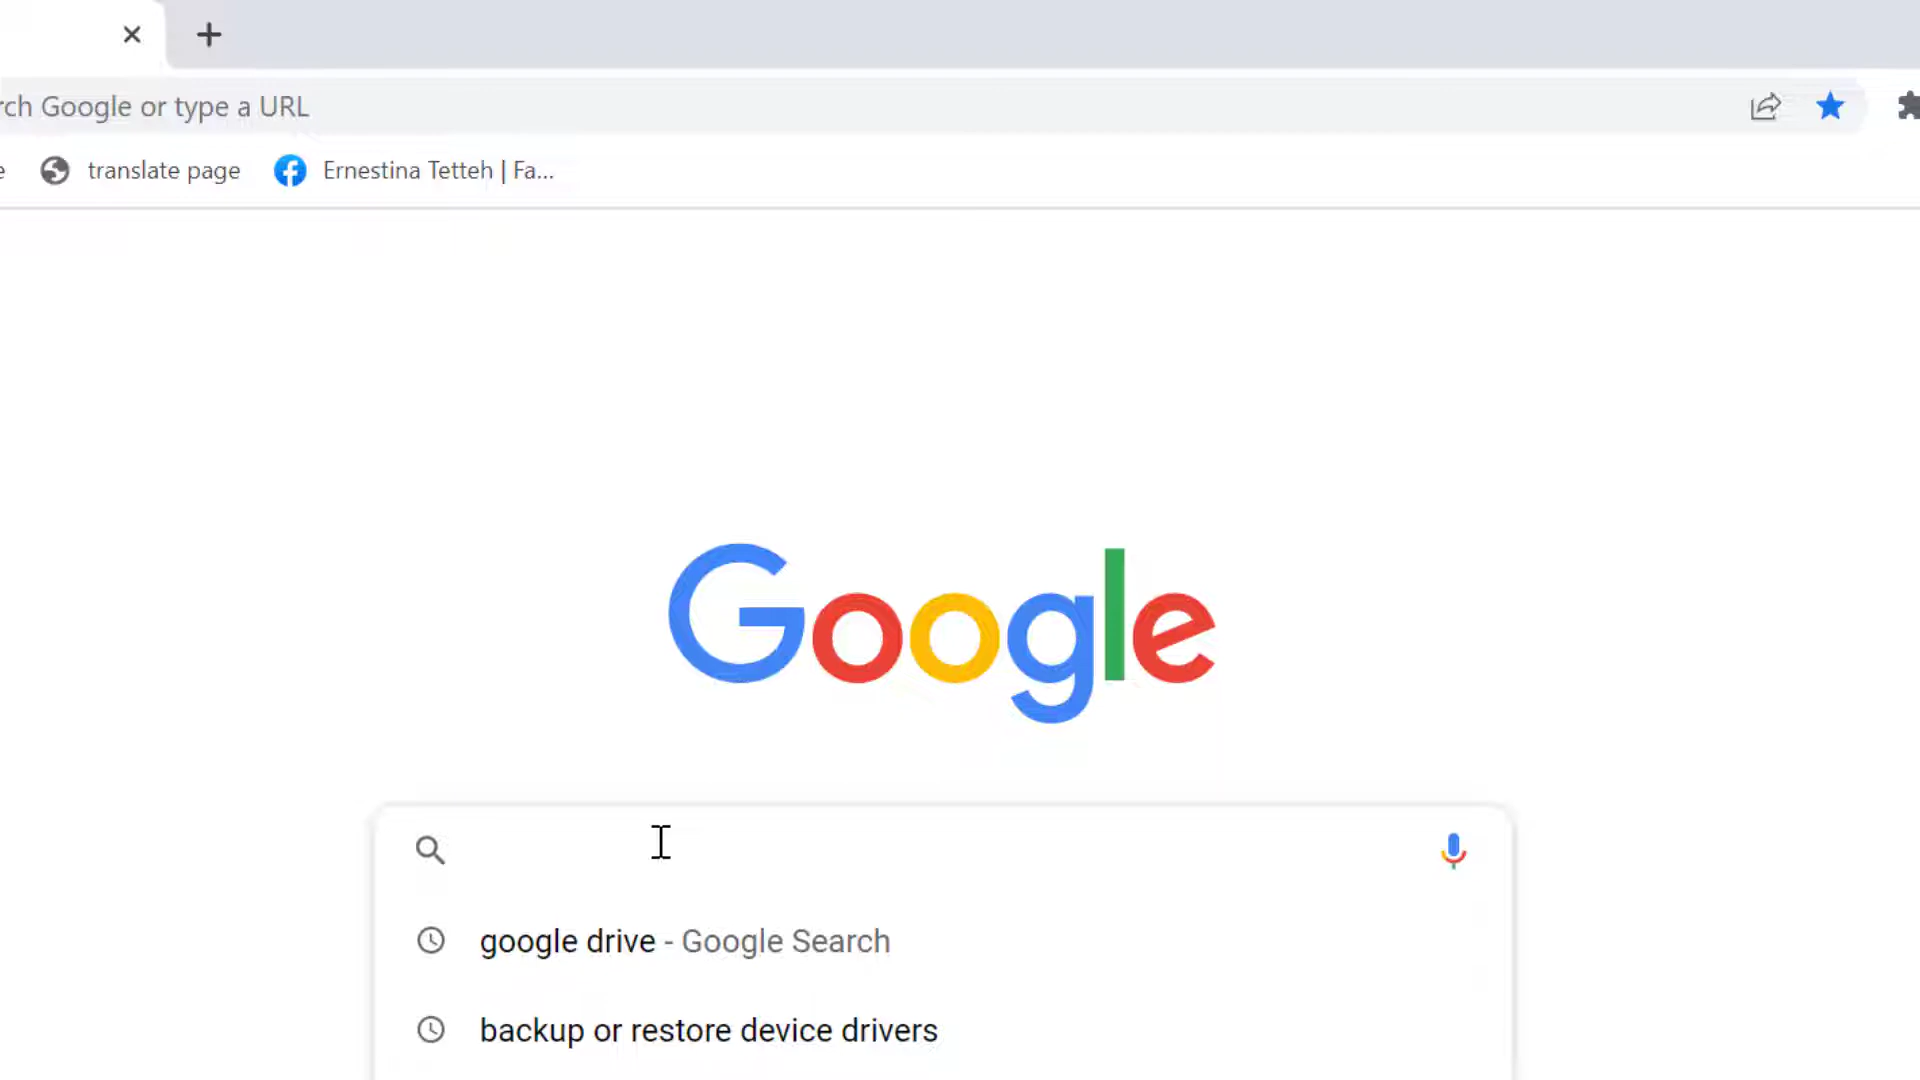 rch Google or type a URL
e translate page Ernestina Tetteh | Fa...
Google
google drive - Google Search
backup or restore device drivers